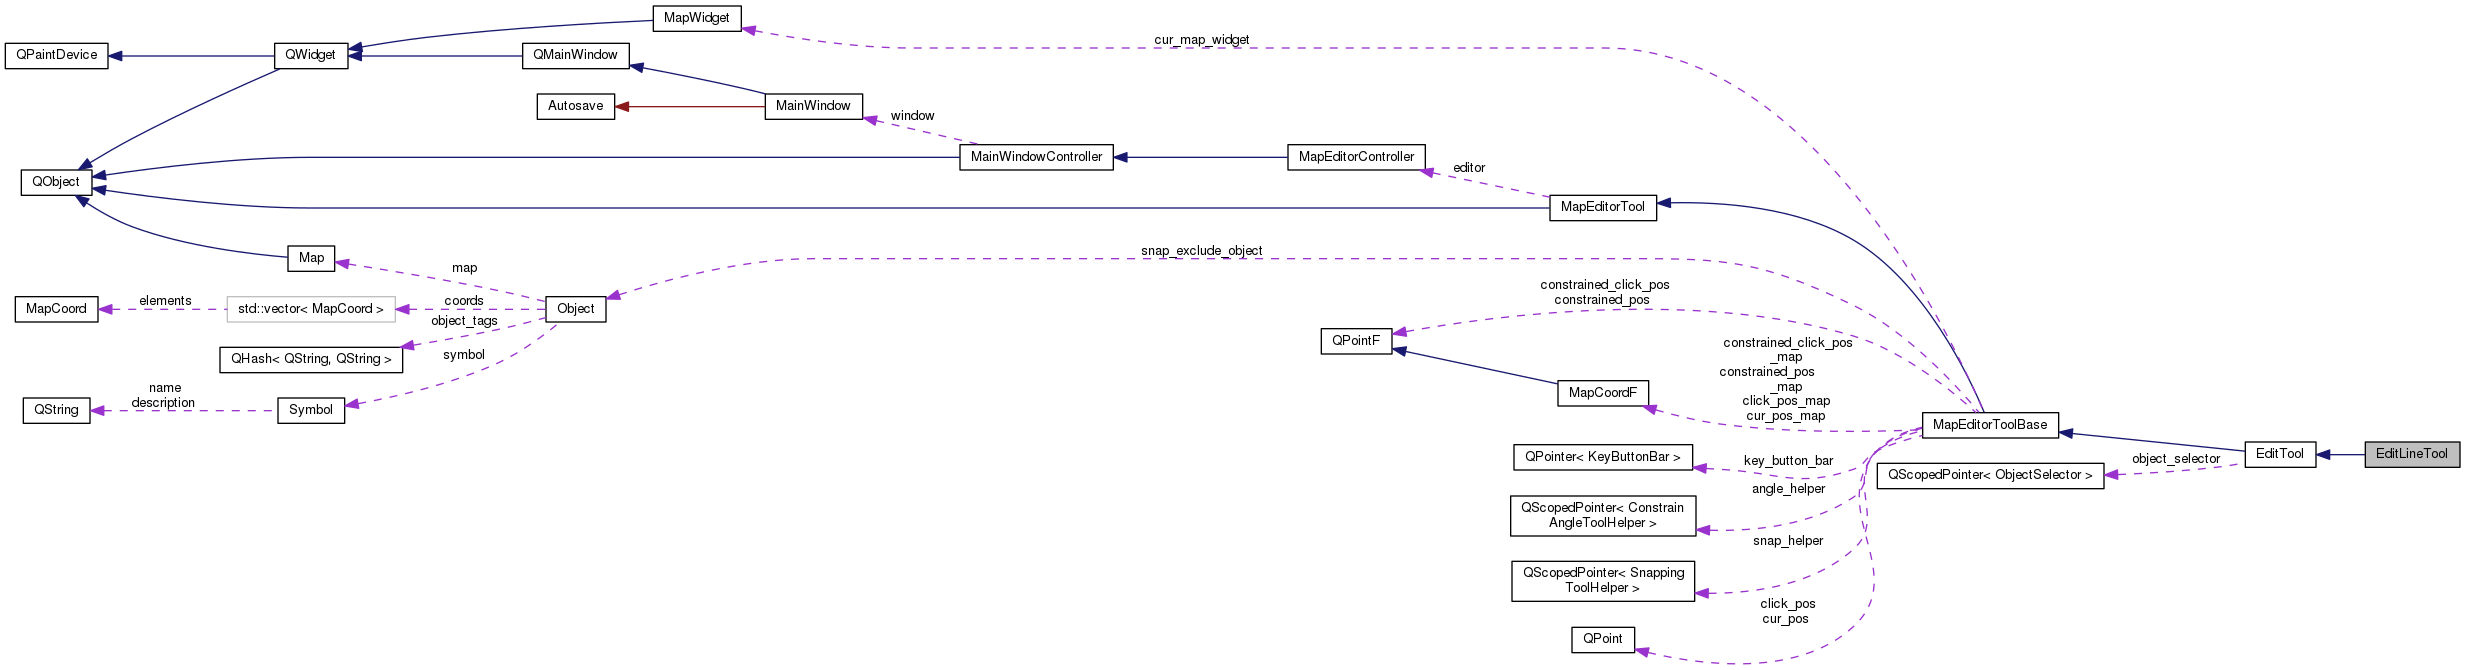 MapWidget
cur_map_widget
QPaintDevice
QWidget
QMainWindow
Autosave
MainWindow
window
QObject
MainWindowController
MapEditorController
editor
MapEditorTool
Map
map
snap_exclude_object
MapCoord
elements
std::vector< MapCoord >
coords
Object
object_tags
QHash< QString, QString >
symbol
name
description
QString
Symbol
constrained_click_pos
constrained_pos
QPointF
constrained_click_pos
_map
constrained_pos
_map
click_pos_map
cur_pos_map
MapCoordF
MapEditorToolBase
QPointer< KeyButtonBar >
key_button_bar
QScopedPointer< ObjectSelector >
object_selector
EditTool
EditLineTool
angle_helper
QScopedPointer< Constrain
AngleToolHelper >
snap_helper
QScopedPointer< Snapping
ToolHelper >
click_pos
cur_pos
QPoint